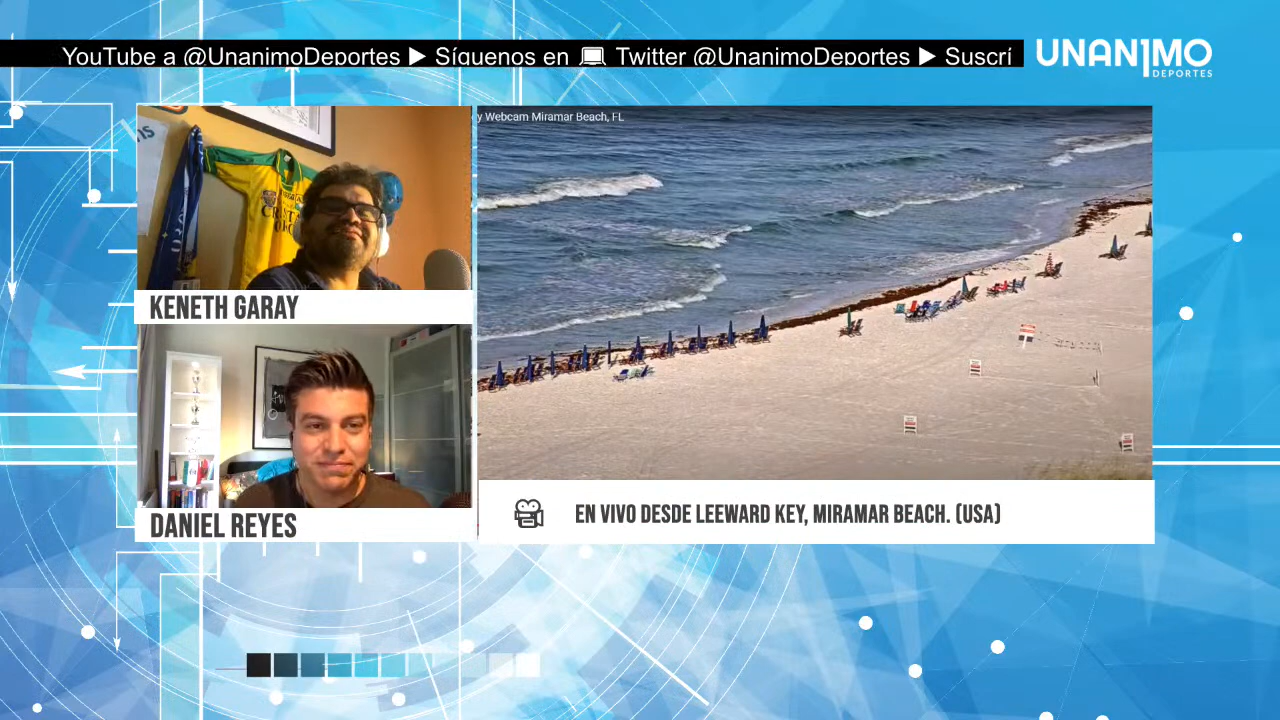 YouTube a @UnanimoDeportes ▶ Síguenos en 💻 Twitter @UnanimoDeportes ▶ Suscrí
UNANIMO
DEPORTES
y Webcam Miramar Beach, FL
KENETH GARAY
DANIEL REYES
EN VIVO DESDE LEEWARD KEY, MIRAMAR BEACH. (USA)